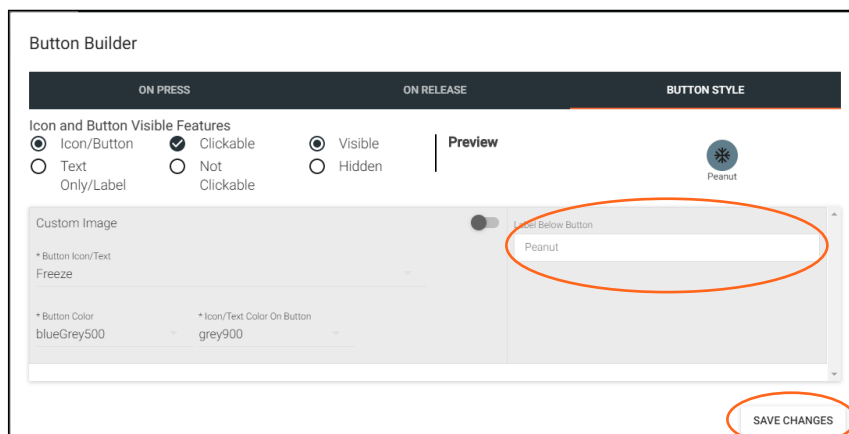 Button Builder
ON PRESS ON RELEASE BUTTON STYLE
Icon and Button Visible Features
Icon/Button Clickable Visible Preview
Text Only/Label Not Clickable Hidden
Peanut
Custom Image
Label Below Button
Peanut
* Button Icon/Text
Freeze
* Button Color * Icon/Text Color On Button
blueGrey500 grey900
SAVE CHANGES